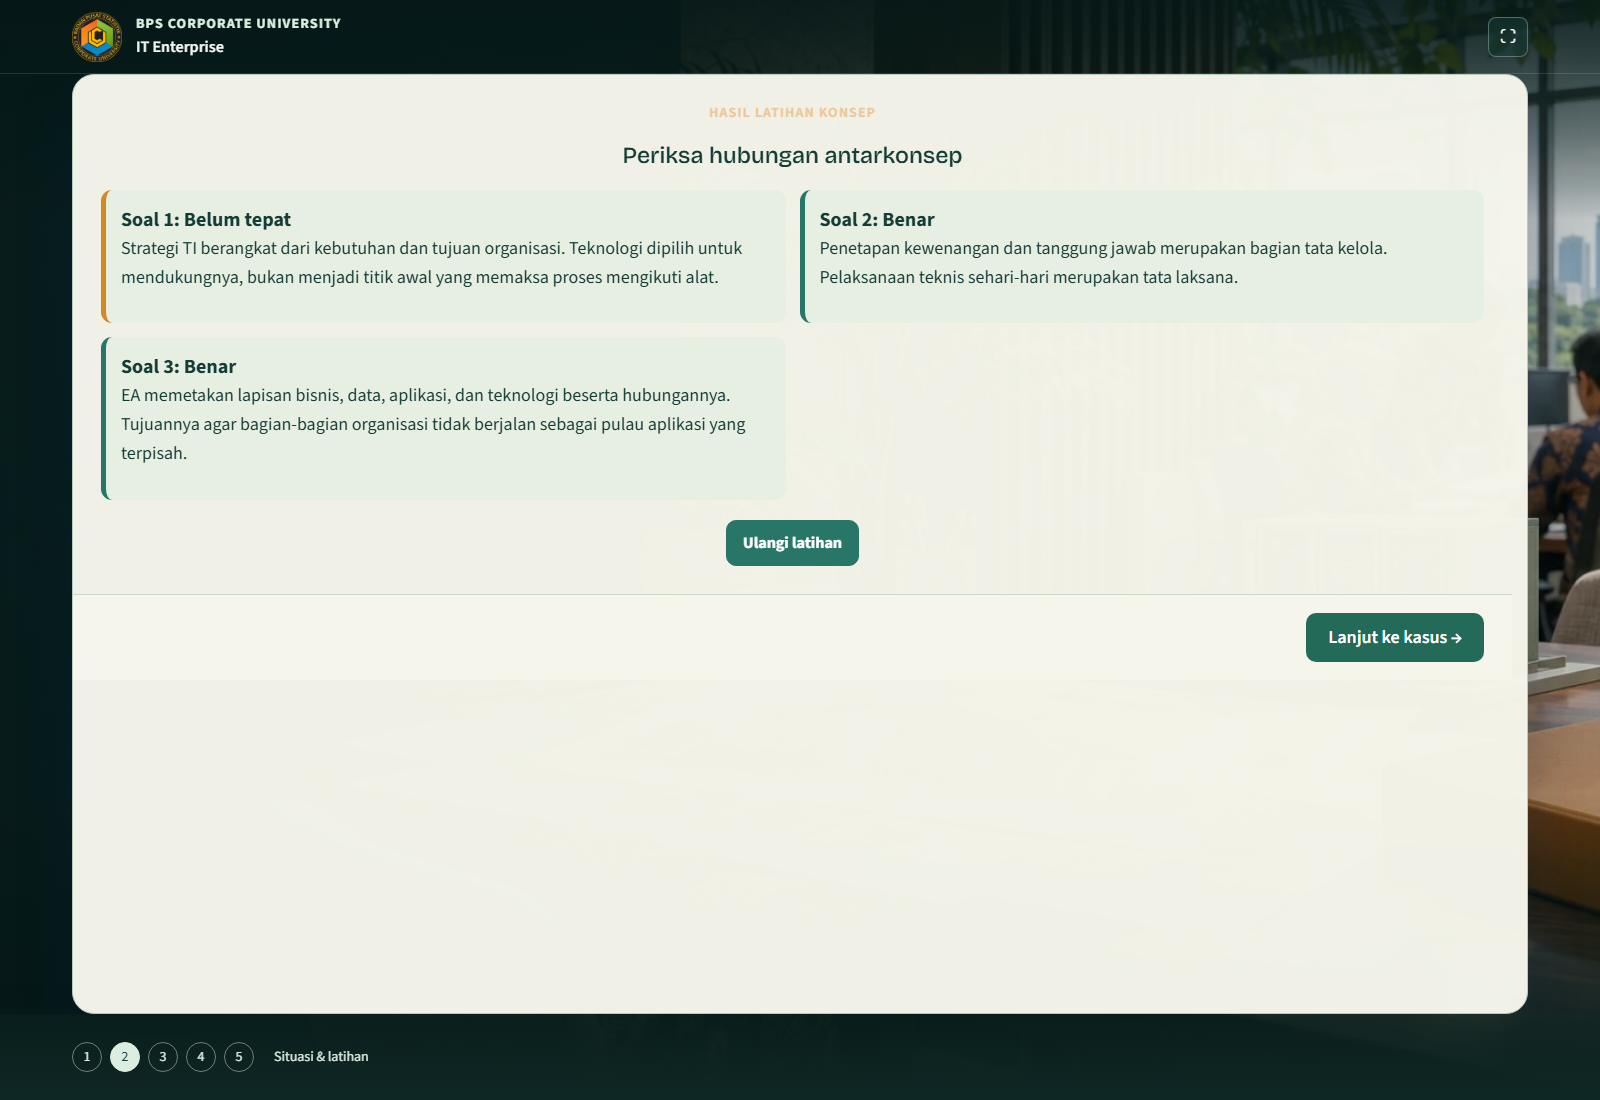 BPS CORPORATE UNIVERSITY
IT Enterprise
HASIL LATIHAN KONSEP
Periksa hubungan antarkonsep
Soal 1: Belum tepat
Strategi TI berangkat dari kebutuhan dan tujuan organisasi. Teknologi dipilih untuk
mendukungnya, bukan menjadi titik awal yang memaksa proses mengikuti alat.
Soal 2: Benar
Penetapan kewenangan dan tanggung jawab merupakan bagian tata kelola.
Pelaksanaan teknis sehari-hari merupakan tata laksana.
Soal 3: Benar
EA memetakan lapisan bisnis, data, aplikasi, dan teknologi beserta hubungannya.
Tujuannya agar bagian-bagian organisasi tidak berjalan sebagai pulau aplikasi yang
terpisah.
Ulangi latihan
Lanjut ke kasus →
1 2 3 4 5 Situasi & latihan